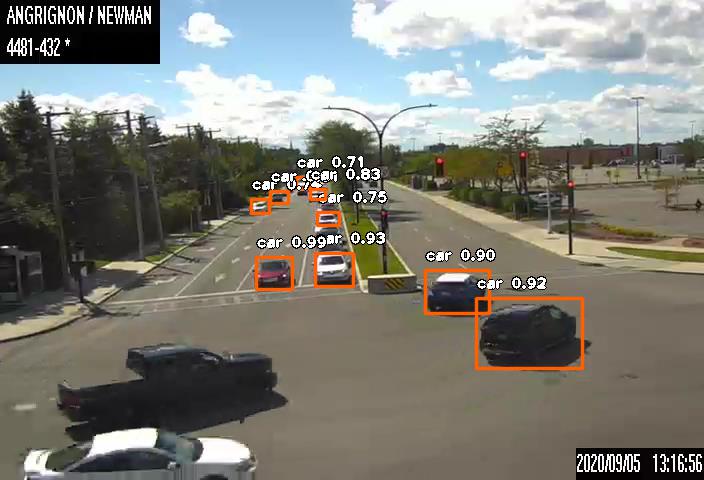 ANGRIGNON / NEWMAN
4481-432 *
car 0.71
car 0.83
car 0.75
car 0.99
car 0.93
car 0.90
car 0.92
2020/09/05 13:16:56